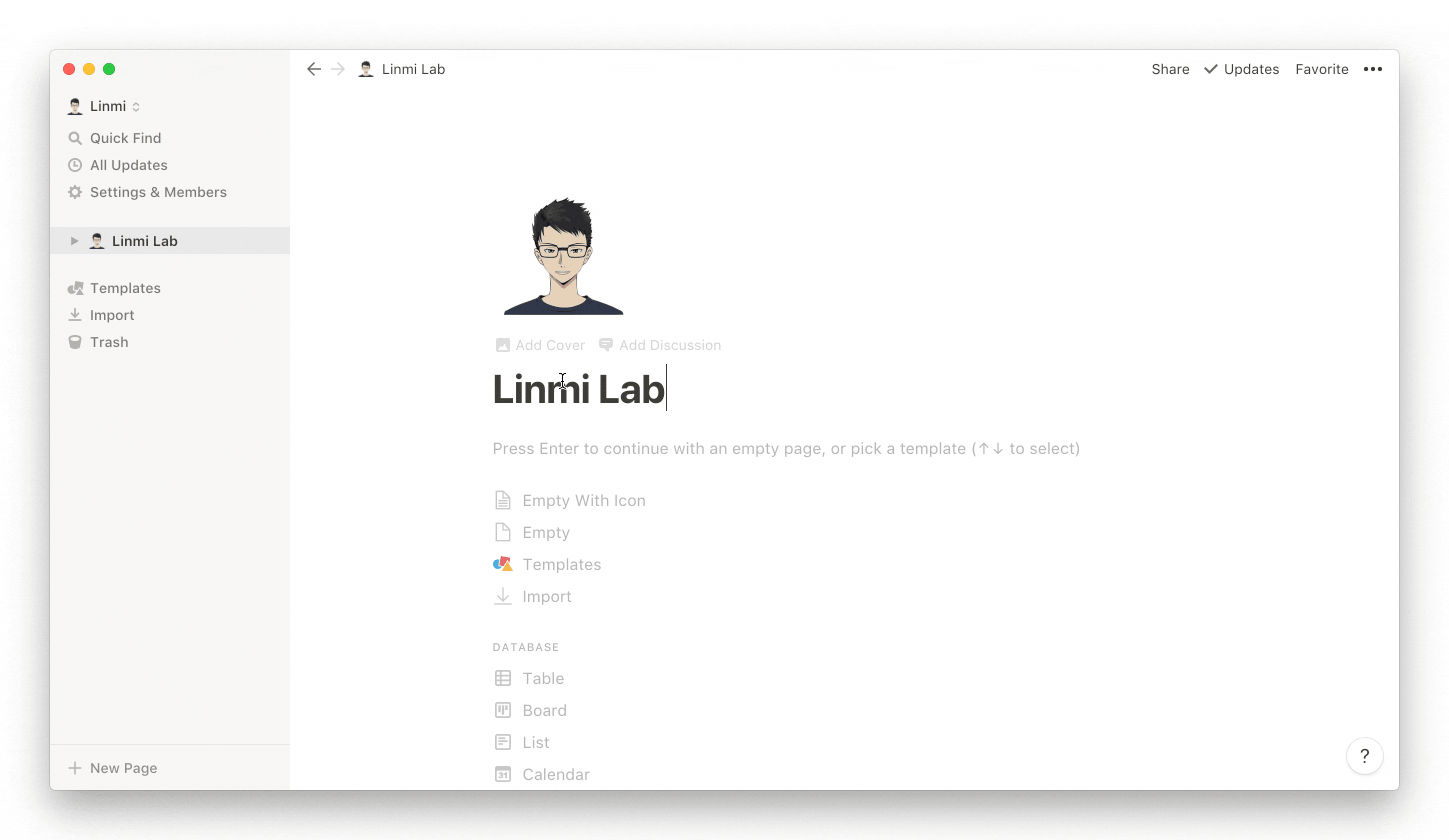 Linmi
Quick Find
All Updates
Settings & Members
Linmi Lab
Templates
Import
Trash
New Page
Linmi Lab
Share Updates Favorite •••
Add Cover Add Discussion
Linmi Lab
Press Enter to continue with an empty page, or pick a template (↑↓ to select)
Empty With Icon
Empty
Templates
Import
DATABASE
Table
Board
List
31 Calendar
?